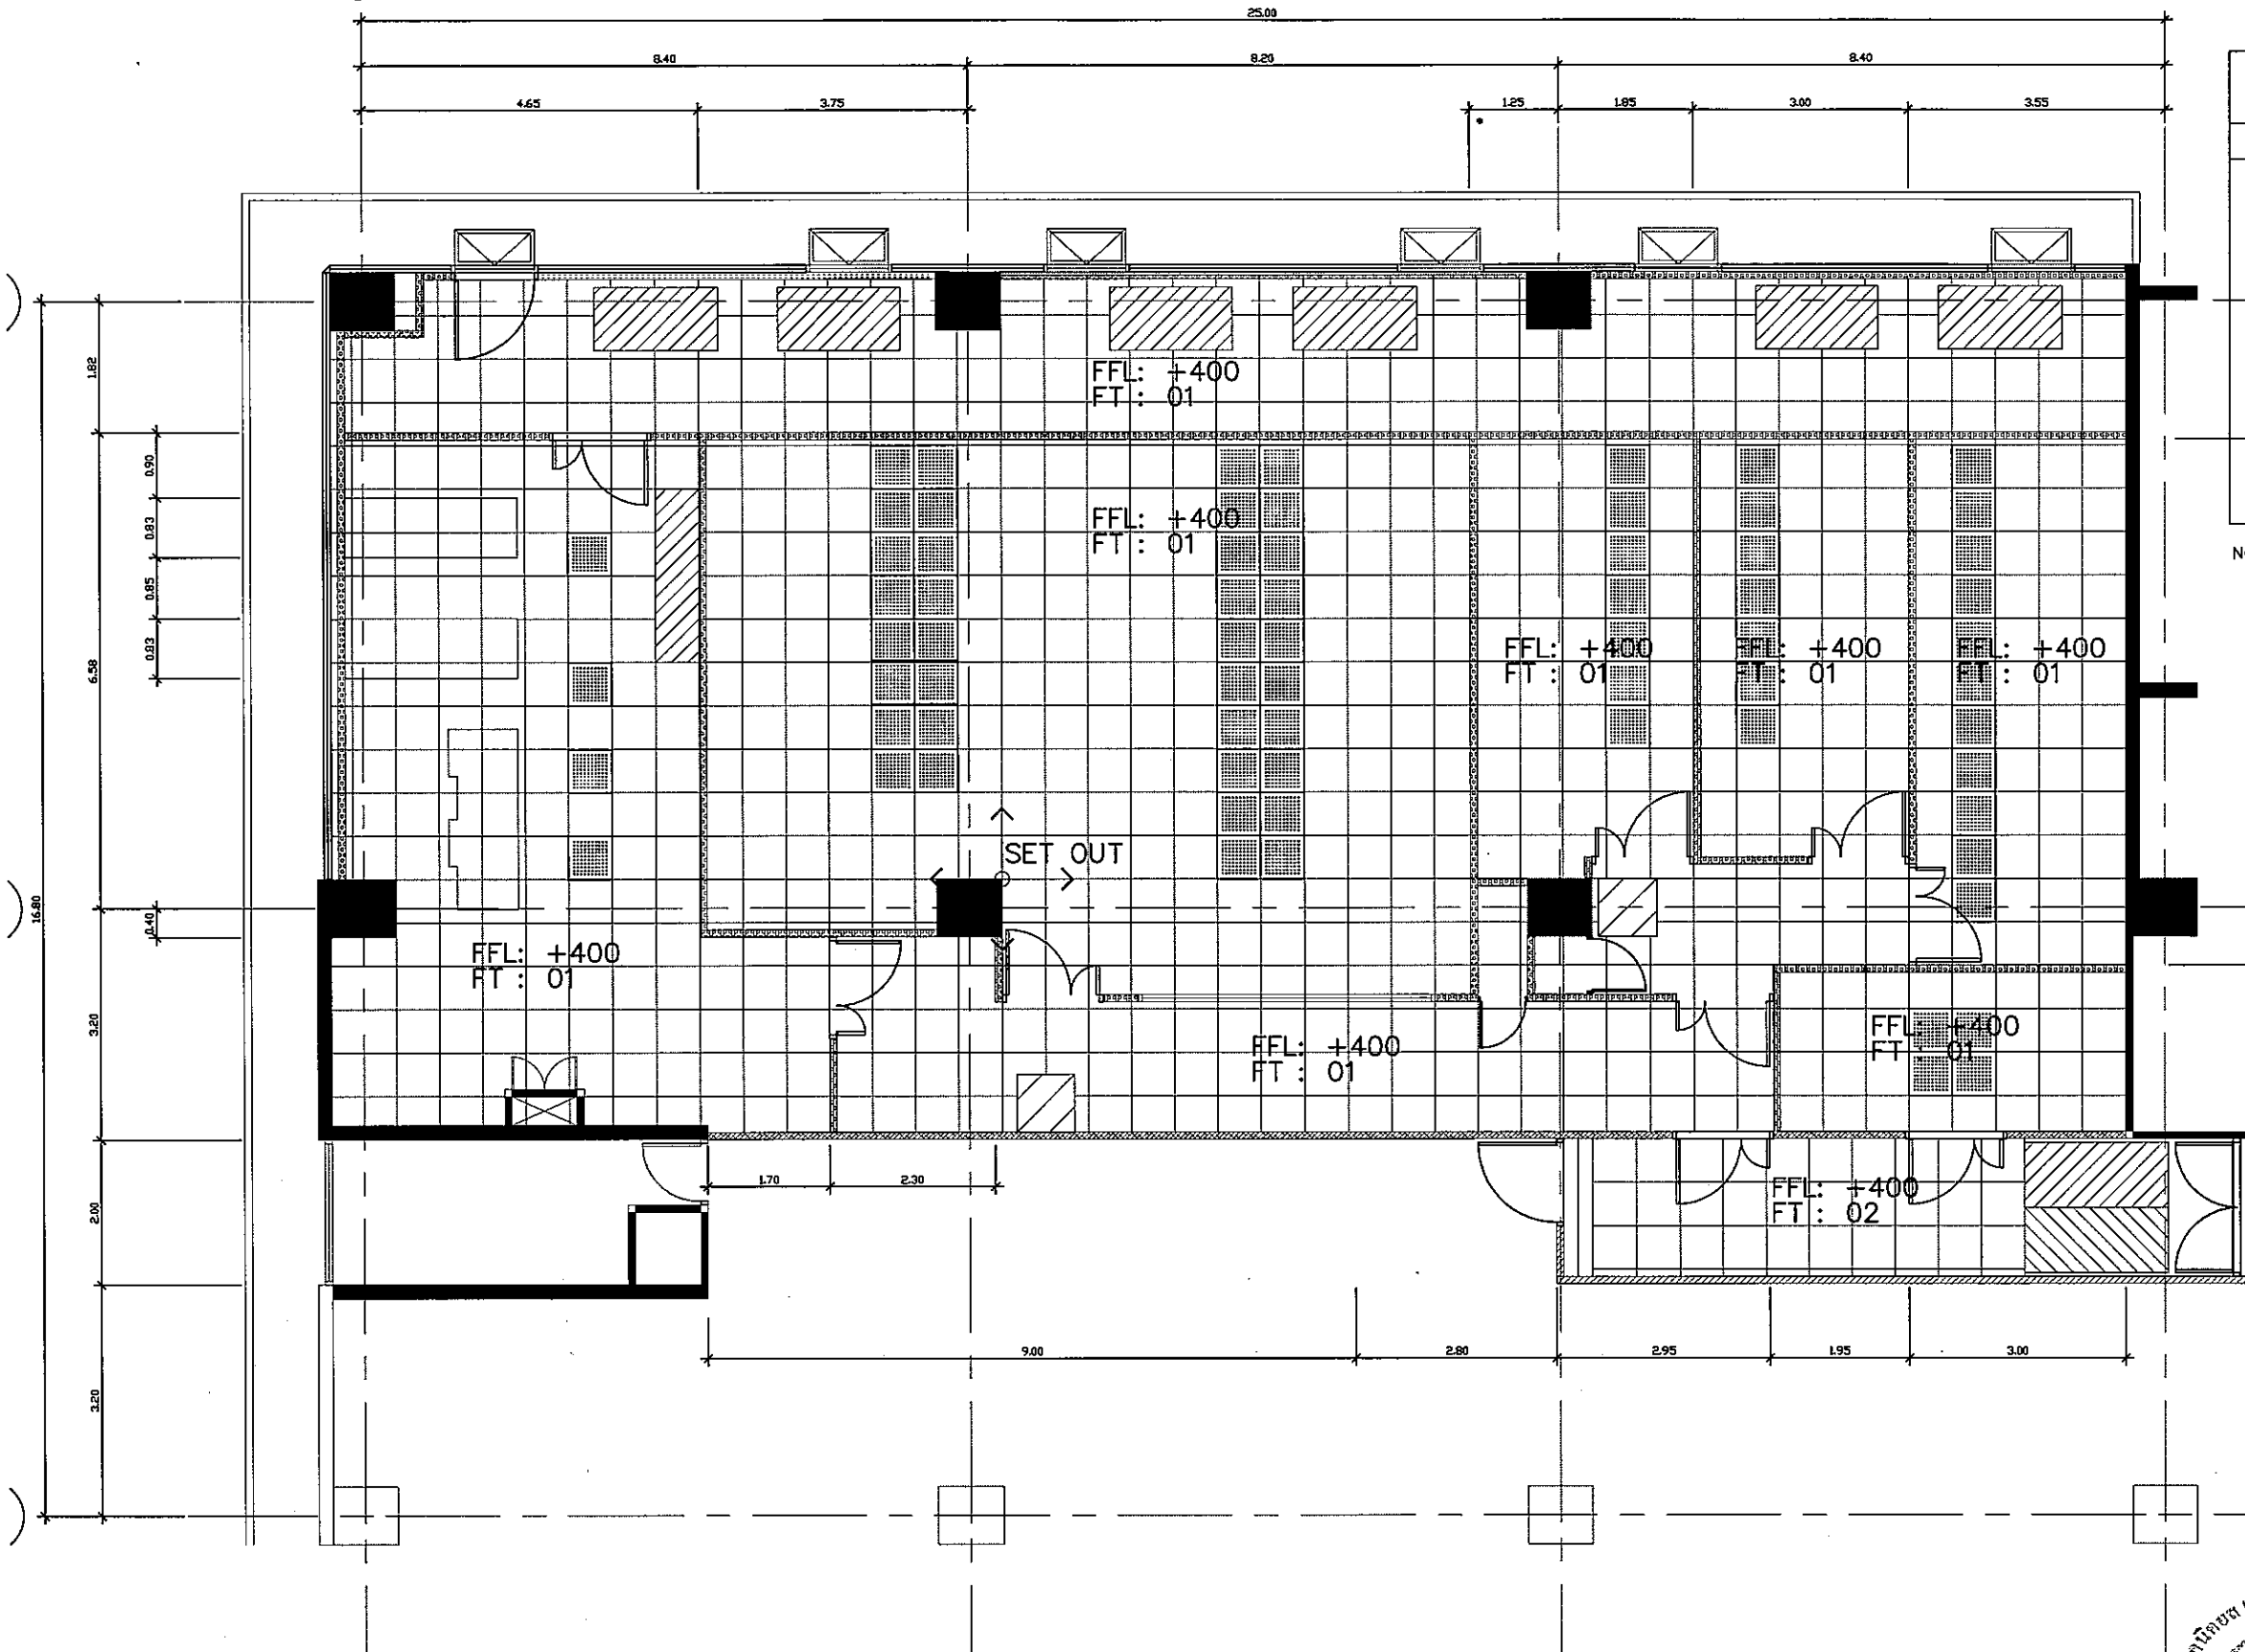 25.00
8.40
8.20
8.40
4.65
3.75
1.25
1.85
3.00
3.55
1.82
FFL: +400
FT : 01
0.90
0.83
0.85
0.83
6.58
16.80
0.40
FFL: +400
FT : 01
FFL: +400
FT : 01
FFL: +400
FT : 01
FFL: +400
FT : 01
SET OUT
FFL: +400
FT : 01
3.20
FFL: +400
FT : 01
FFL: +400
FT : 01
1.70
2.30
2.00
FFL: +400
FT : 02
9.00
2.80
2.95
1.95
3.00
3.20